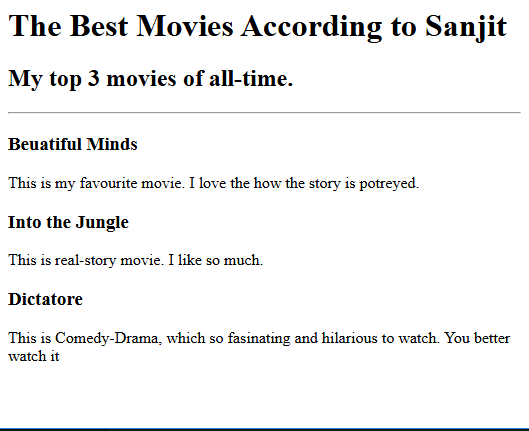 The Best Movies According to Sanjit
My top 3 movies of all-time.
Beuatiful Minds
This is my favourite movie. I love the how the story is potreyed.
Into the Jungle
This is real-story movie. I like so much.
Dictatore
This is Comedy-Drama, which so fasinating and hilarious to watch. You better
watch it